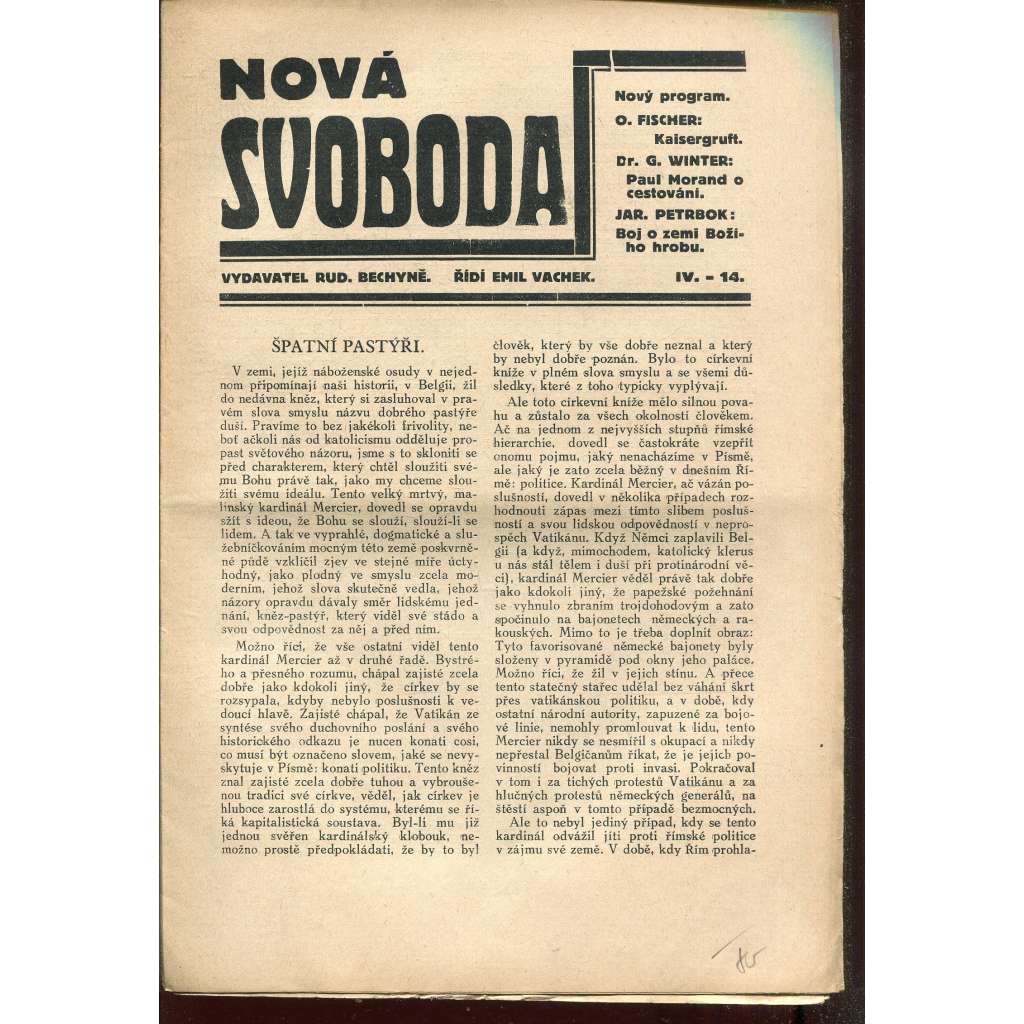 NOVÁ
SVOBODA
Nový program.
O. FISCHER:
Kaisergruft.
Dr. G. WINTER:
Paul Morand o
cestování.
JAR. PETRBOK:
Boj o zemi Boží-
ho hrobu.
VYDAVATEL RUD. BECHYNĚ. ŘÍDÍ EMIL VACHEK. IV. – 14.
ŠPATNÍ PASTÝŘI.
V zemi, jejíž náboženské osudy v nejed-
nom připomínají naši historii, v Belgii, žil
do nedávna kněz, který si zasluhoval v pra-
vém slova smyslu názvu dobrého pastýře
duší. Pravíme to bez jakékoli frivolity, ne-
boť ačkoli nás od katolicismu odděluje pro-
past světového názoru, jsme s to skloniti se
před charakterem, který chtěl sloužiti své-
mu Bohu právě tak, jako my chceme slou-
žiti svému ideálu. Tento velký mrtvý, ma-
linský kardinál Mercier, dovedl se opravdu
sžít s ideou, že Bohu se slouží, slouží-li se
lidem. A tak ve vyprahlé, dogmatické a slu-
žebníčkováním mocným této země poskvrně-
né půdě vzklíčil zjev ve stejné míře úcty-
hodný, jako plodný ve smyslu zcela mo-
derním, jehož slova skutečně vedla, jehož
názory opravdu dávaly směr lidskému jed-
nání, kněz-pastýř, který viděl své stádo a
svou odpovědnost za něj a před ním.
Možno říci, že vše ostatní viděl tento
kardinál Mercier až v druhé řadě. Bystré-
ho a přesného rozumu, chápal zajisté zcela
dobře jako kdokoli jiný, že církev by se
rozsypala, kdyby nebylo poslušnosti k ve-
doucí hlavě. Zajisté chápal, že Vatikán ze
syntése svého duchovního poslání a svého
historického odkazu je nucen konati cosi,
co musí být označeno slovem, jaké se nevy-
skytuje v Písmě: konati politiku. Tento kněz
znal zajisté zcela dobře tuhou a vybrouše-
nou tradici své církve, věděl, jak církev je
hluboce zarostlá do systému, kterému se ří-
ká kapitalistická soustava. Byl-li mu již
jednou svěřen kardinálský klobouk, ne-
možno prostě předpokládati, že by to byl
člověk, který by vše dobře neznal a který
by nebyl dobře poznán. Bylo to církevní
kníže v plném slova smyslu a se všemi dů-
sledky, které z toho typicky vyplývají.
Ale toto církevní kníže mělo silnou pova-
hu a zůstalo za všech okolností člověkem.
Ač na jednom z nejvyšších stupňů římské
hierarchie, dovedl se častokráte vzepřít
onomu pojmu, jaký nenacházíme v Písmě,
ale jaký je zato zcela běžný v dnešním Ří-
mě: politice. Kardinál Mercier, ač vázán po-
slušností, dovedl v několika případech roz-
hodnouti zápas mezi tímto slibem posluš-
ností a svou lidskou odpovědností v nepro-
spěch Vatikánu. Když Němci zaplavili Bel-
gii (a když, mimochodem, katolický klerus
u nás stál tělem i duší při protinárodní vě-
ci), kardinál Mercier věděl právě tak dobře
jako kdokoli jiný, že papežské požehnání
se vyhnulo zbraním trojdohodovým a zato
spočinulo na bajonetech německých a ra-
kouských. Mimo to je třeba doplnit obraz:
Tyto favorisované německé bajonety byly
složeny v pyramidě pod okny jeho paláce.
Možno říci, že žil v jejich stínu. A přece
tento statečný stařec udělal bez váhání škrt
přes vatikánskou politiku, a v době, kdy
ostatní národní autority, zapuzené za bojo-
vé linie, nemohly promlouvat k lidu, tento
Mercier nikdy se nesmířil s okupací a nikdy
nepřestal Belgičanům říkat, že je jejich po-
vinností bojovat proti invasi. Pokračoval
v tom i za tichých protestů Vatikánu a za
hlučných protestů německých generálů, na
štěstí aspoň v tomto případě bezmocných.
Ale to nebyl jediný případ, kdy se tento
kardinál odvážil jíti proti římské politice
v zájmu své země. V době, kdy Řím prohla-